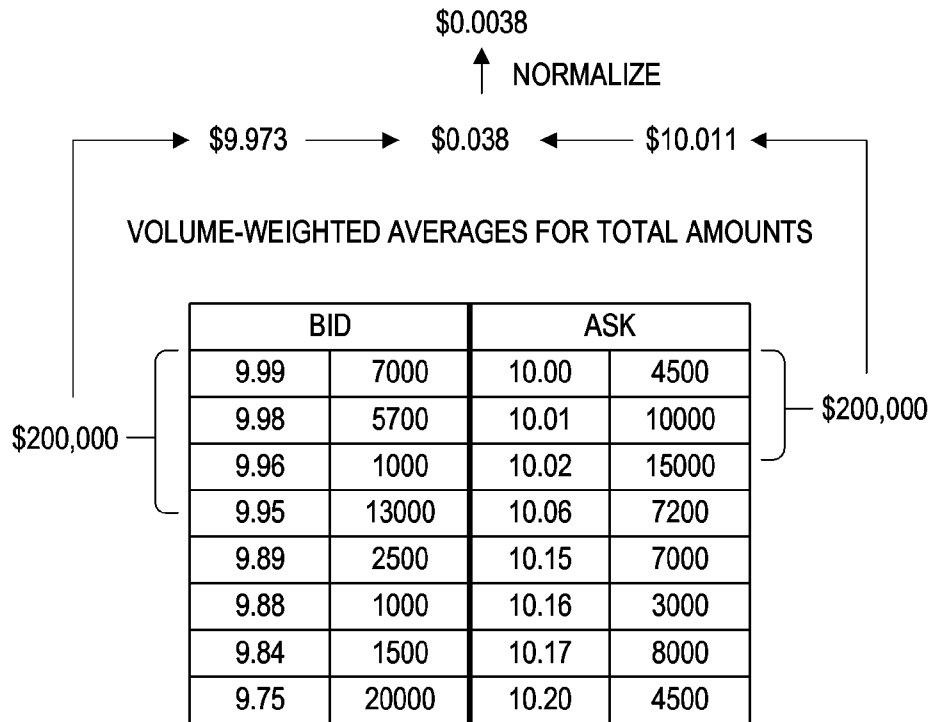 $0.0038
NORMALIZE
$9.973 $0.038 $10.011
VOLUME-WEIGHTED AVERAGES FOR TOTAL AMOUNTS
BID ASK
9.99 7000 10.00 4500
9.98 5700 10.01 10000
$200,000 $200,000
9.96 1000 10.02 15000
9.95 13000 10.06 7200
9.89 2500 10.15 7000
9.88 1000 10.16 3000
9.84 1500 10.17 8000
9.75 20000 10.20 4500